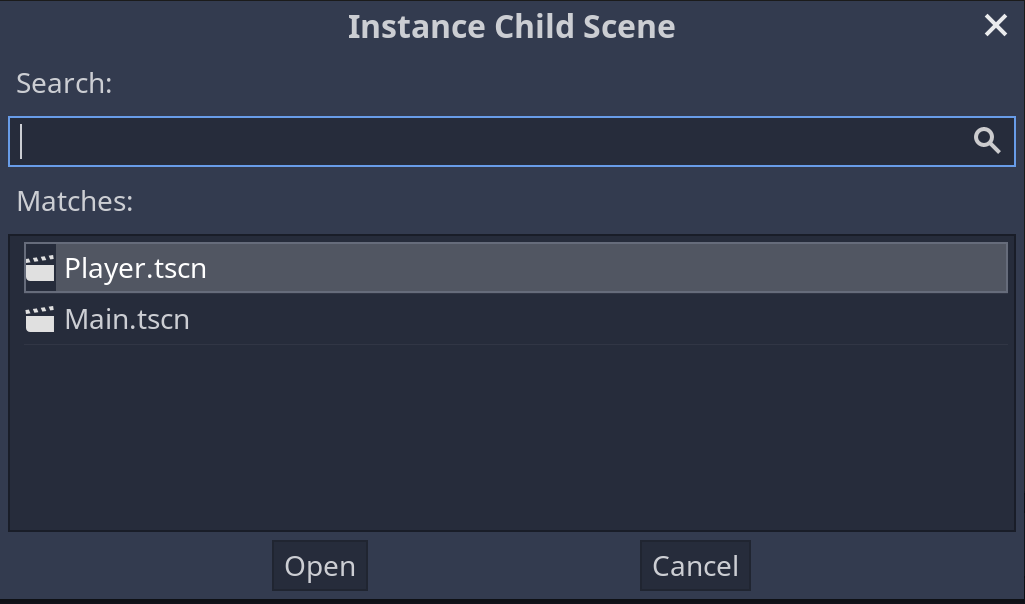 Instance Child Scene
Search:
Matches:
Player.tscn
Main.tscn
Open Cancel